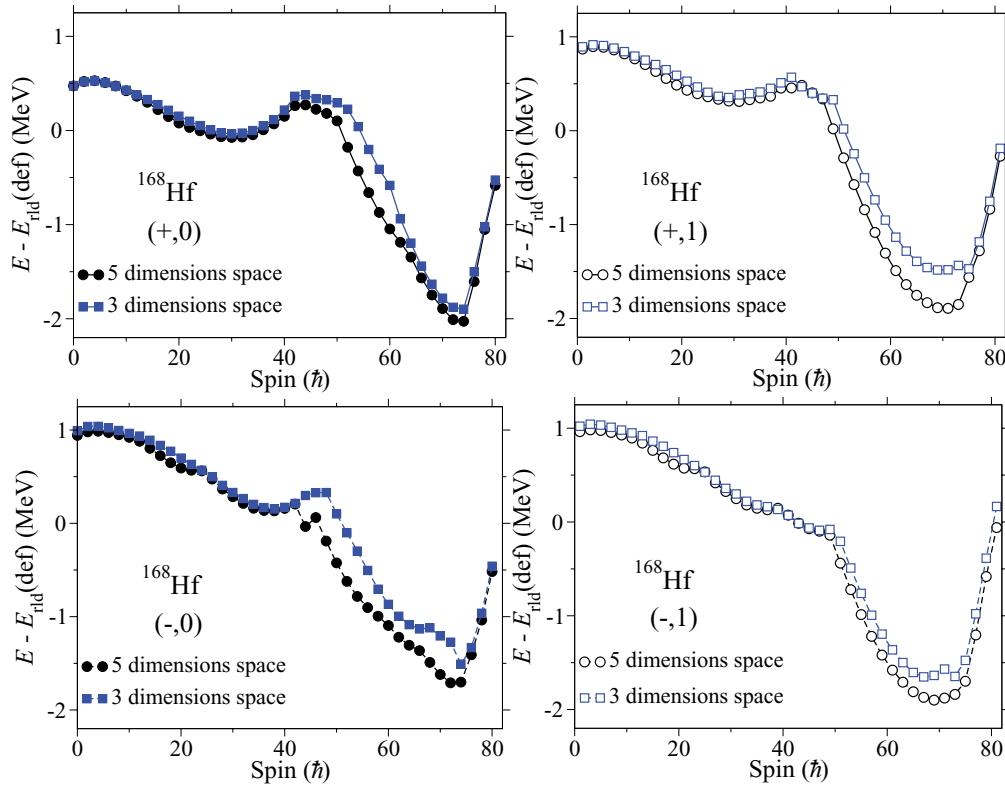 1
0
-1
-2
E - E_rld(def) (MeV)
168Hf
(+,0)
5 dimensions space
3 dimensions space
0 20 40 60 80
Spin (ħ)
1
0
-1
-2
E - E_rld(def) (MeV)
168Hf
(+,1)
5 dimensions space
3 dimensions space
0 20 40 60 80
Spin (ħ)
1
0
-1
-2
E - E_rld(def) (MeV)
168Hf
(-,0)
5 dimensions space
3 dimensions space
0 20 40 60 80
Spin (ħ)
1
0
-1
-2
E - E_rld(def) (MeV)
168Hf
(-,1)
5 dimensions space
3 dimensions space
0 20 40 60 80
Spin (ħ)